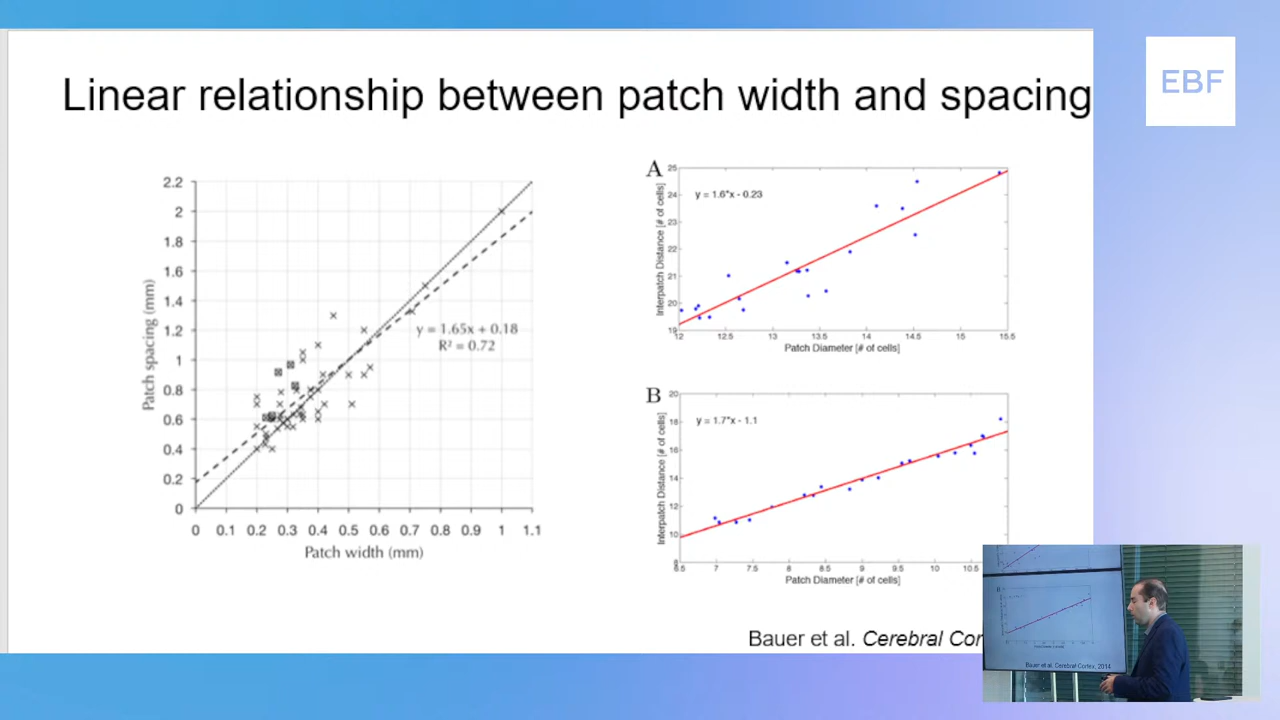 Linear relationship between patch width and spacing
EBF
2.2
2
1.8
1.6
1.4
1.2
1
0.8
0.6
0.4
0.2
0
Patch spacing (mm)
y = 1.65x + 0.18
R² = 0.72
0 0.1 0.2 0.3 0.4 0.5 0.6 0.7 0.8 0.9 1 1.1
Patch width (mm)
A
Interpatch Distance [# of cells]
25
24
23
22
21
20
19
y = 1.6*x - 0.23
12 12.5 13 13.5 14 14.5 15 15.5
Patch Diameter [# of cells]
B
Interpatch Distance [# of cells]
20
18
16
14
12
10
8
y = 1.7*x - 1.1
6.5 7 7.5 8 8.5 9 9.5 10 10.5
Patch Diameter [# of cells]
Bauer et al. Cerebral Cor
B
Bauer et al. Cerebral Cortex, 2014